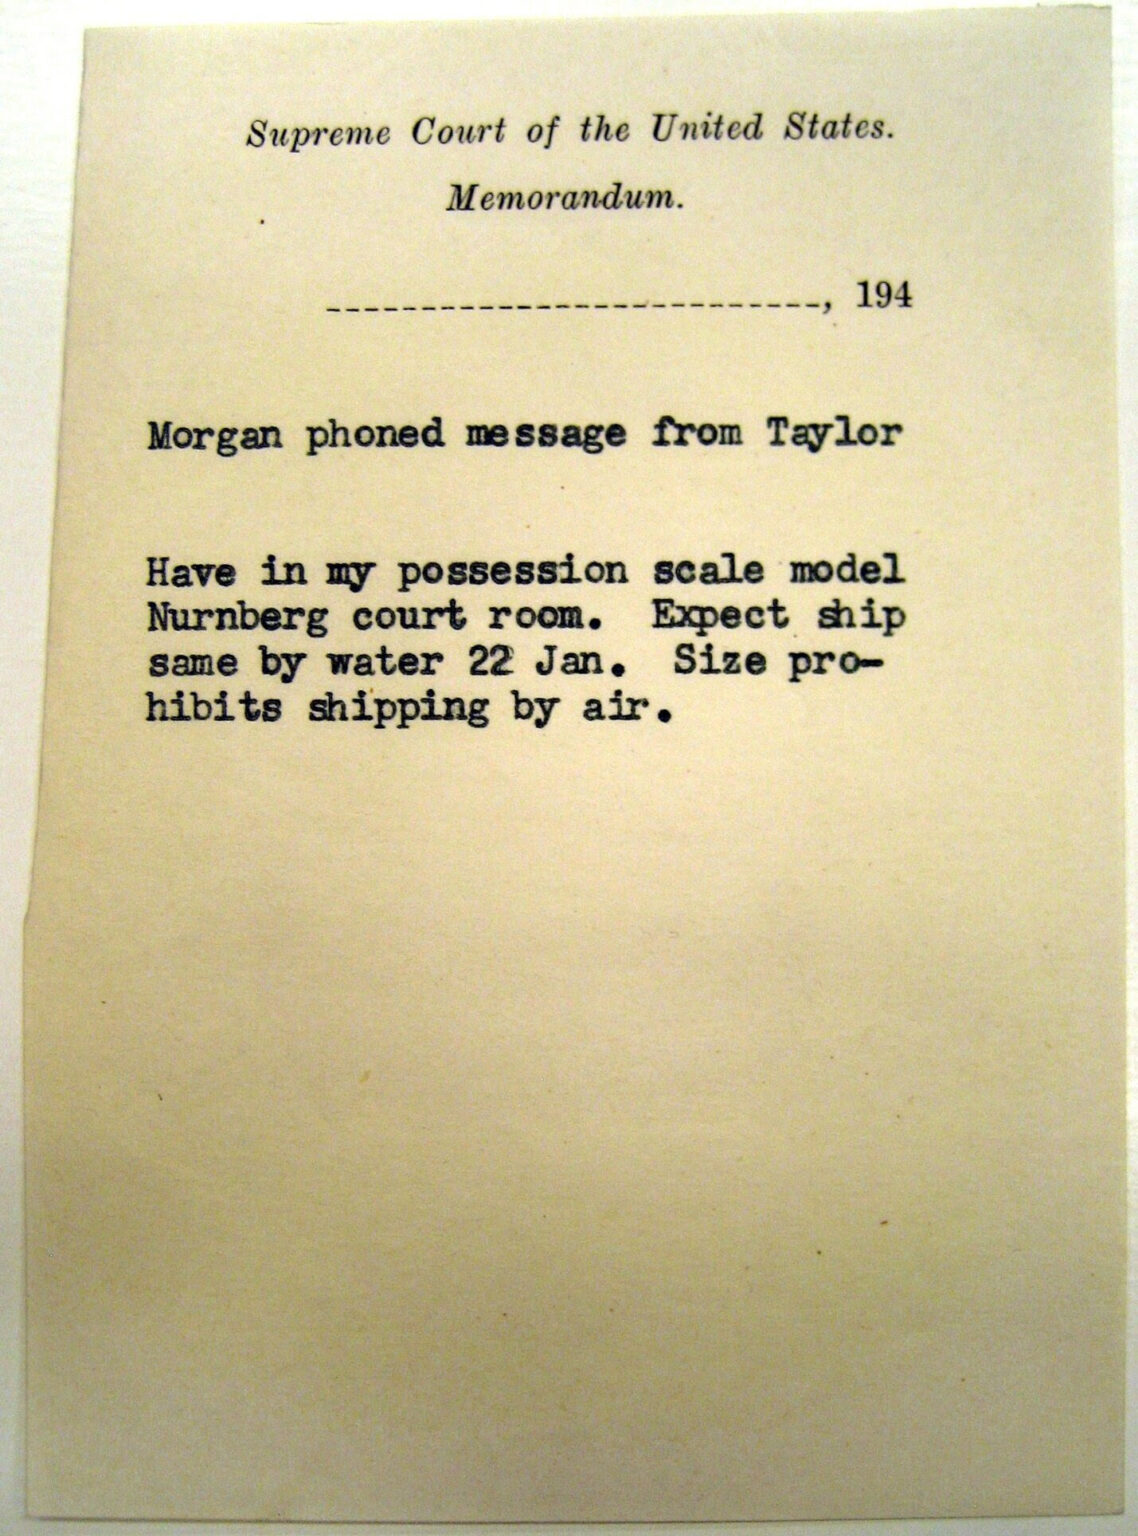 Supreme Court of the United States.
Memorandum.
--------------------------, 194
Morgan phoned message from Taylor
Have in my possession scale model
Nurnberg court room. Expect ship
same by water 22 Jan. Size pro-
hibits shipping by air.